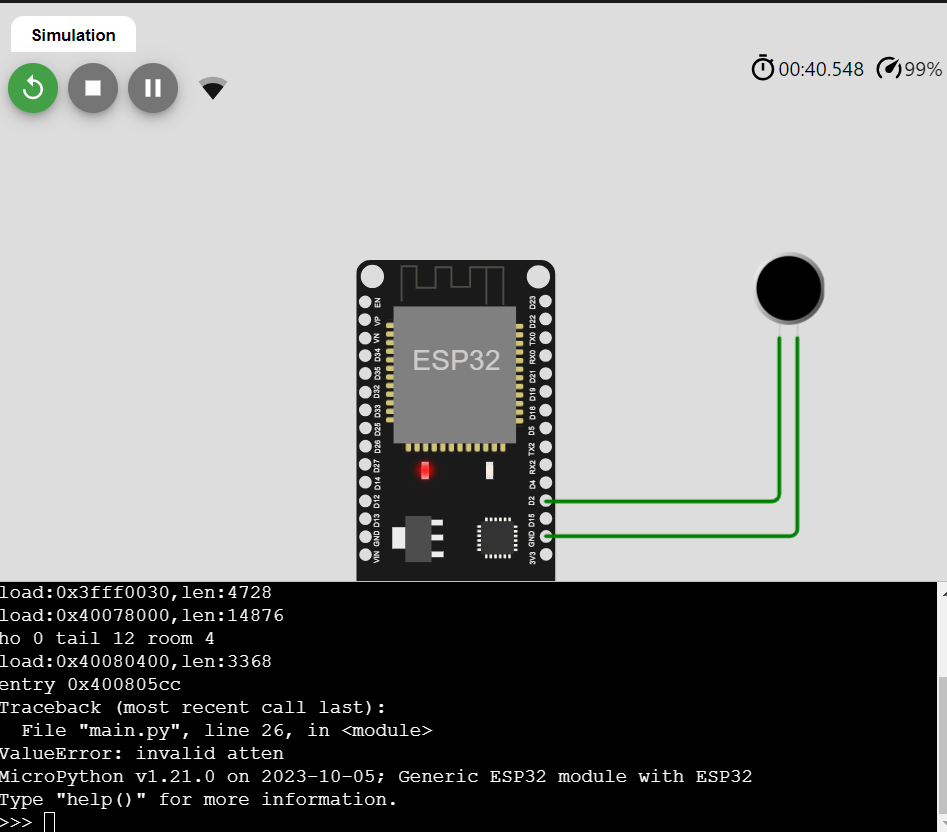 Simulation
00:40.548 99%
EN
VP
VN
D34
D35
D32
D33
D25
D26
D27
D14
D12
D13
GND
VIN
ESP32
D23
D22
TX0
RX0
D21
D19
D18
D5
TX2
RX2
D4
D2
D15
GND
3V3
load:0x3fff0030,len:4728
load:0x40078000,len:14876
ho 0 tail 12 room 4
load:0x40080400,len:3368
entry 0x400805cc
Traceback (most recent call last):
File "main.py", line 26, in <module>
ValueError: invalid atten
MicroPython v1.21.0 on 2023-10-05; Generic ESP32 module with ESP32
Type "help()" for more information.
>>>